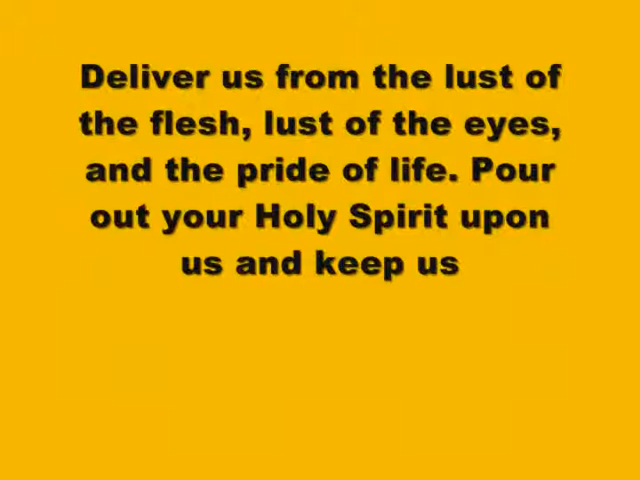 Deliver us from the lust of
the flesh, lust of the eyes,
and the pride of life. Pour
out your Holy Spirit upon
us and keep us